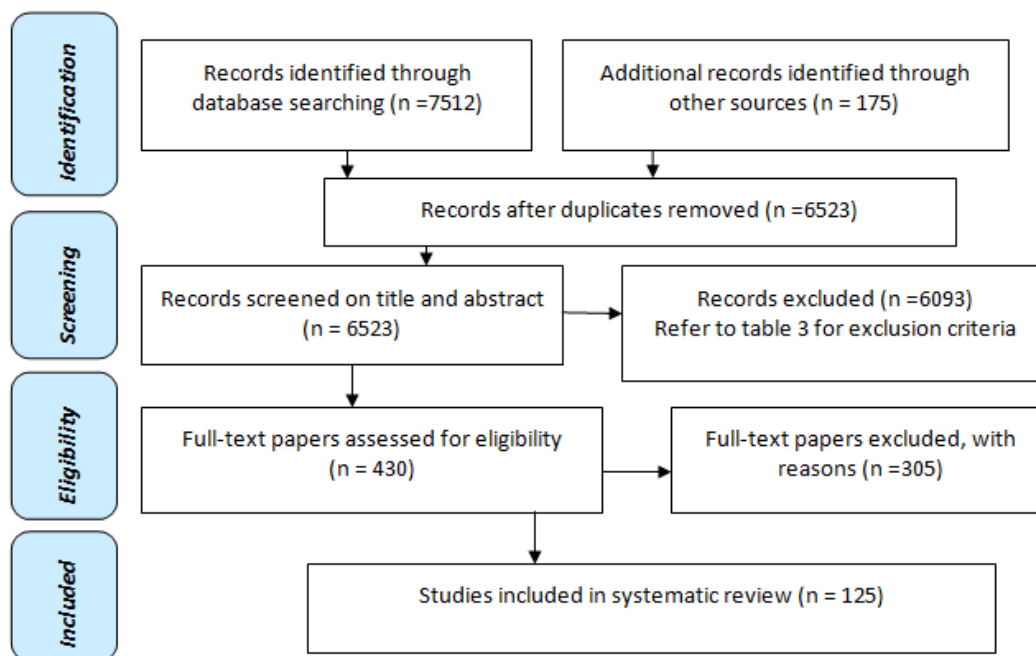 Identification
Records identified through
database searching (n =7512)
Additional records identified through
other sources (n = 175)
Records after duplicates removed (n =6523)
Screening
Records screened on title and abstract
(n = 6523)
Records excluded (n =6093)
Refer to table 3 for exclusion criteria
Eligibility
Full-text papers assessed for eligibility
(n = 430)
Full-text papers excluded, with
reasons (n =305)
Included
Studies included in systematic review (n = 125)